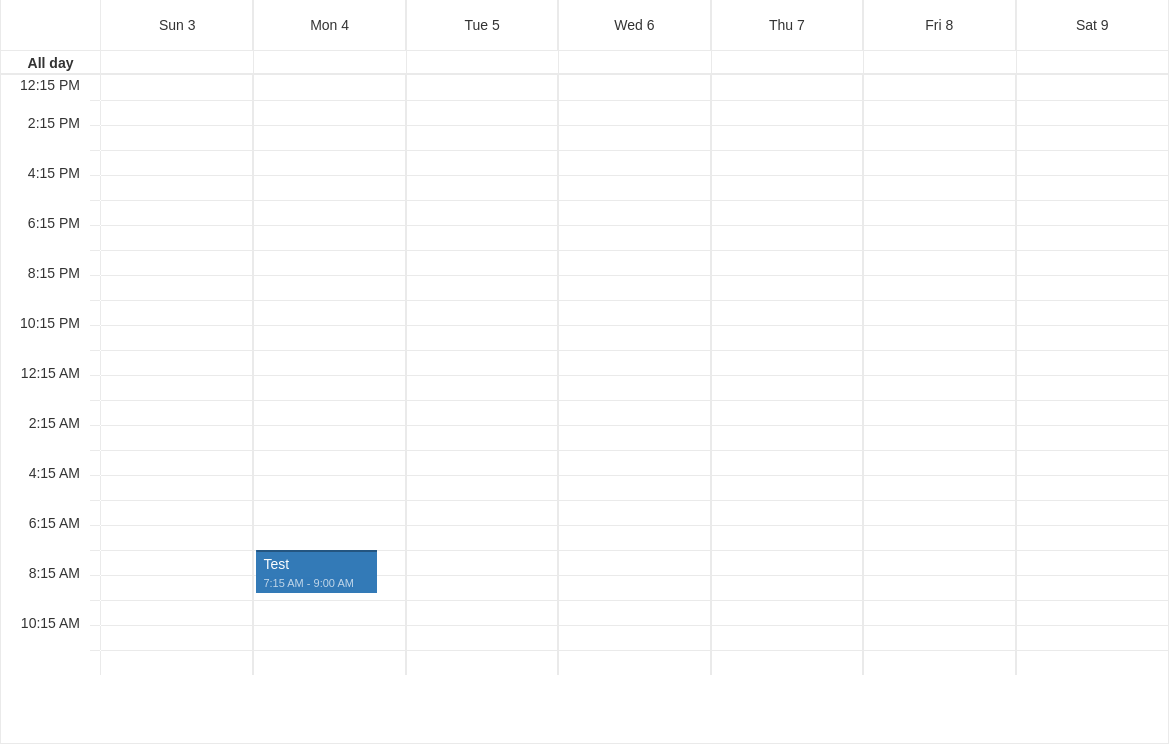 Sun 3 Mon 4 Tue 5 Wed 6 Thu 7 Fri 8 Sat 9
All day
12:15 PM
2:15 PM
4:15 PM
6:15 PM
8:15 PM
10:15 PM
12:15 AM
2:15 AM
4:15 AM
6:15 AM
Test
8:15 AM
7:15 AM - 9:00 AM
10:15 AM